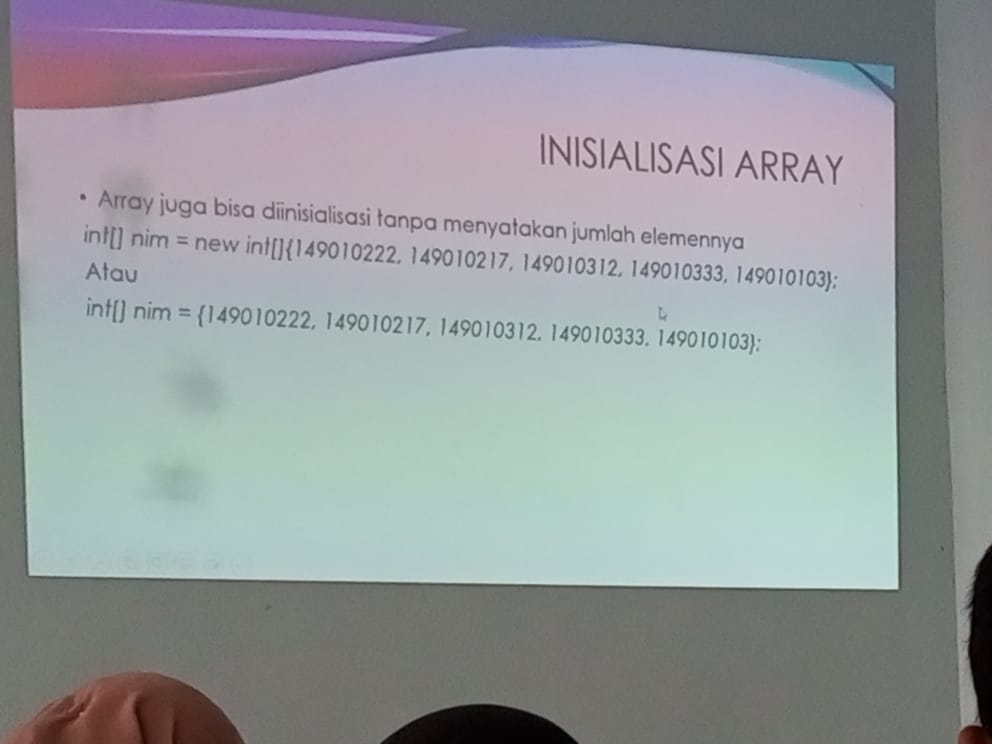 INISIALISASI ARRAY
• Array juga bisa diinisialisasi tanpa menyatakan jumlah elemennya
int[] nim = new int[]{149010222, 149010217, 149010312, 149010333, 149010103};
Atau
int[] nim = {149010222, 149010217, 149010312, 149010333, 149010103};